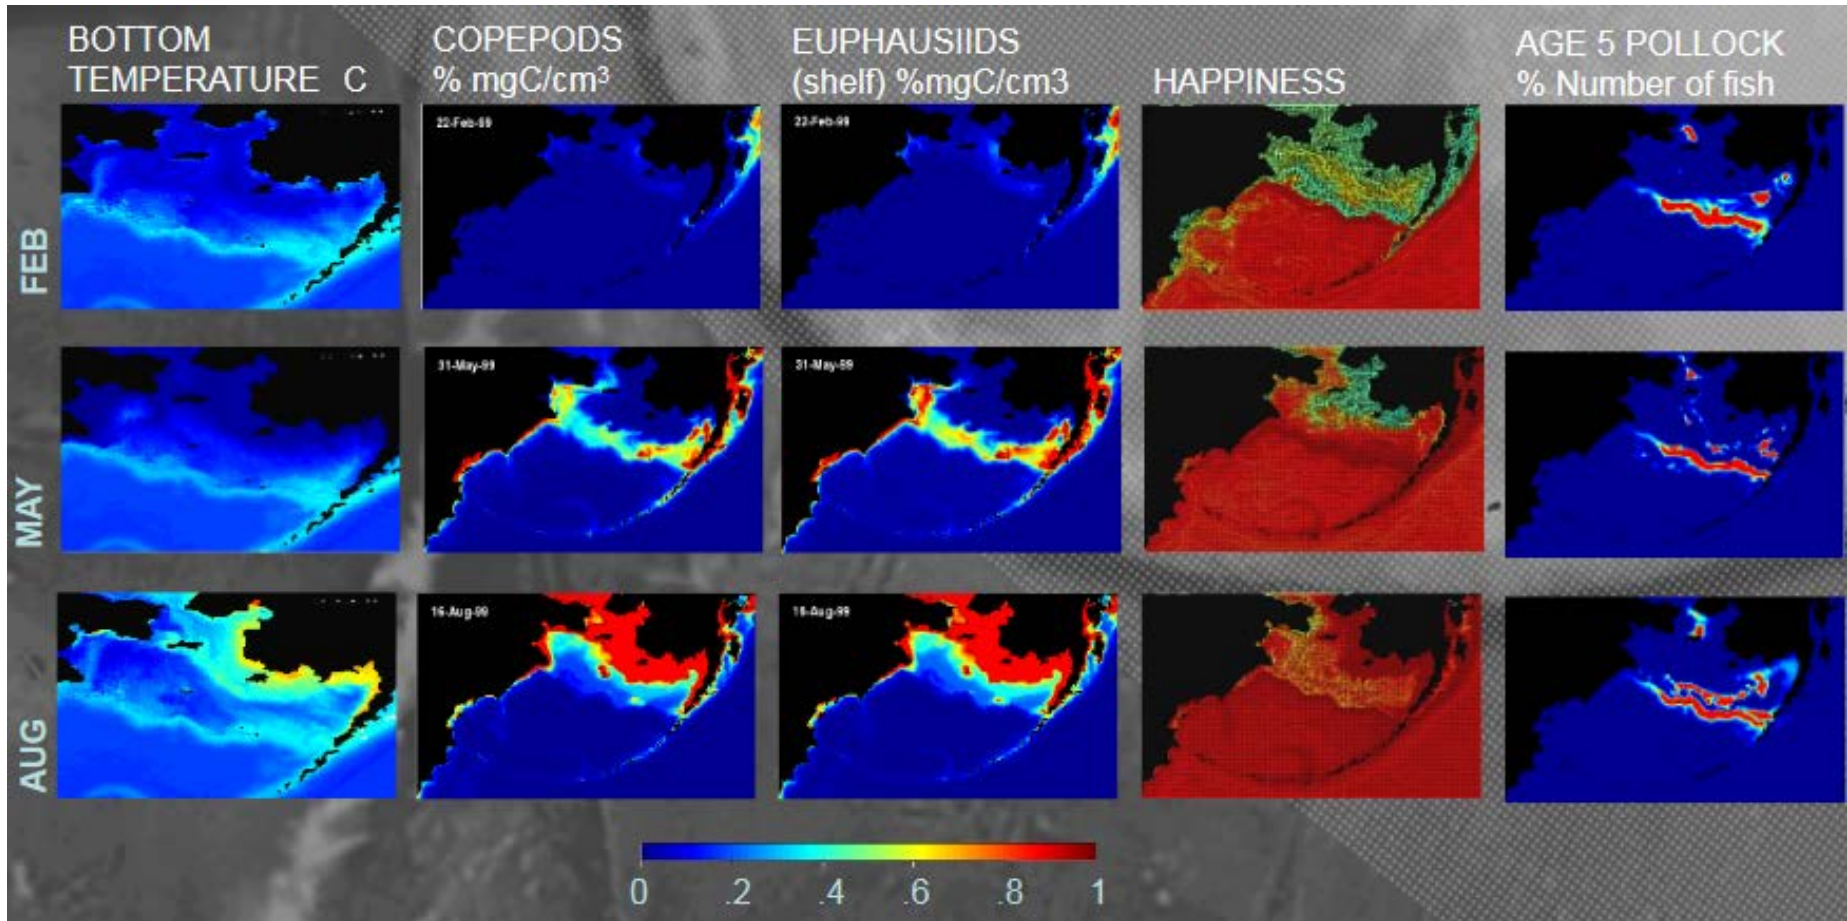 BOTTOM
TEMPERATURE C
COPEPODS
% mgC/cm³
EUPHAUSIIDS
(shelf) %mgC/cm3
HAPPINESS
AGE 5 POLLOCK
% Number of fish
FEB
22-Feb-99
22-Feb-99
MAY
31-May-99
31-May-99
AUG
16-Aug-99
16-Aug-99
0 .2 .4 .6 .8 1